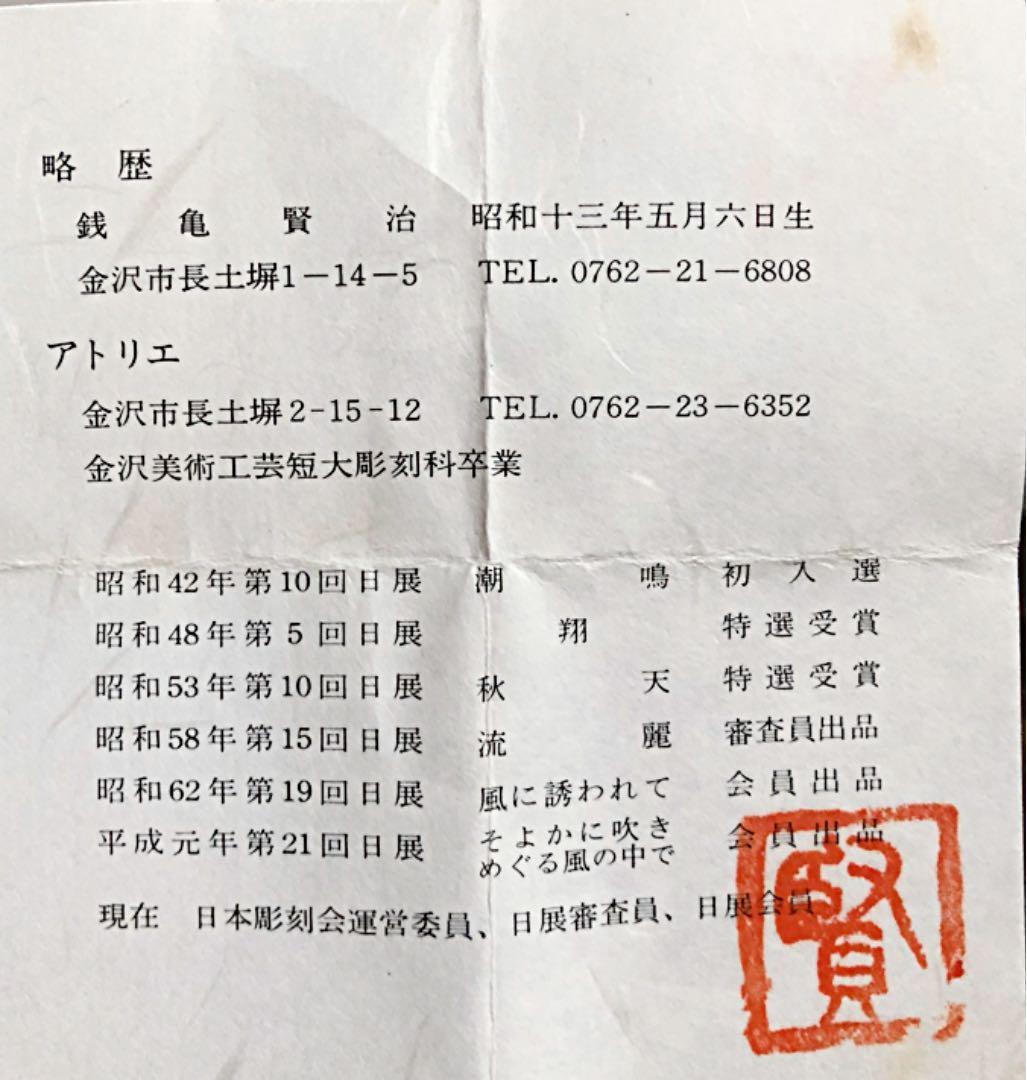 略 歴
銭 亀 賢 治 昭和十三年五月六日生
金沢市長土塀1－14－5 TEL. 0762－21－6808
アトリエ
金沢市長土塀2-15-12 TEL. 0762－23－6352
金沢美術工芸短大彫刻科卒業
昭和42年第10回日展 潮 鳴 初 入 選
昭和48年第 5 回日展 翔 特選受賞
昭和53年第10回日展 秋 天 特選受賞
昭和58年第15回日展 流 麗 審査員出品
昭和62年第19回日展 風に誘われて 会員出品
平成元年第21回日展 そよかに吹き 会員出品
めぐる風の中で
現在 日本彫刻会運営委員、日展審査員、日展会員
賢